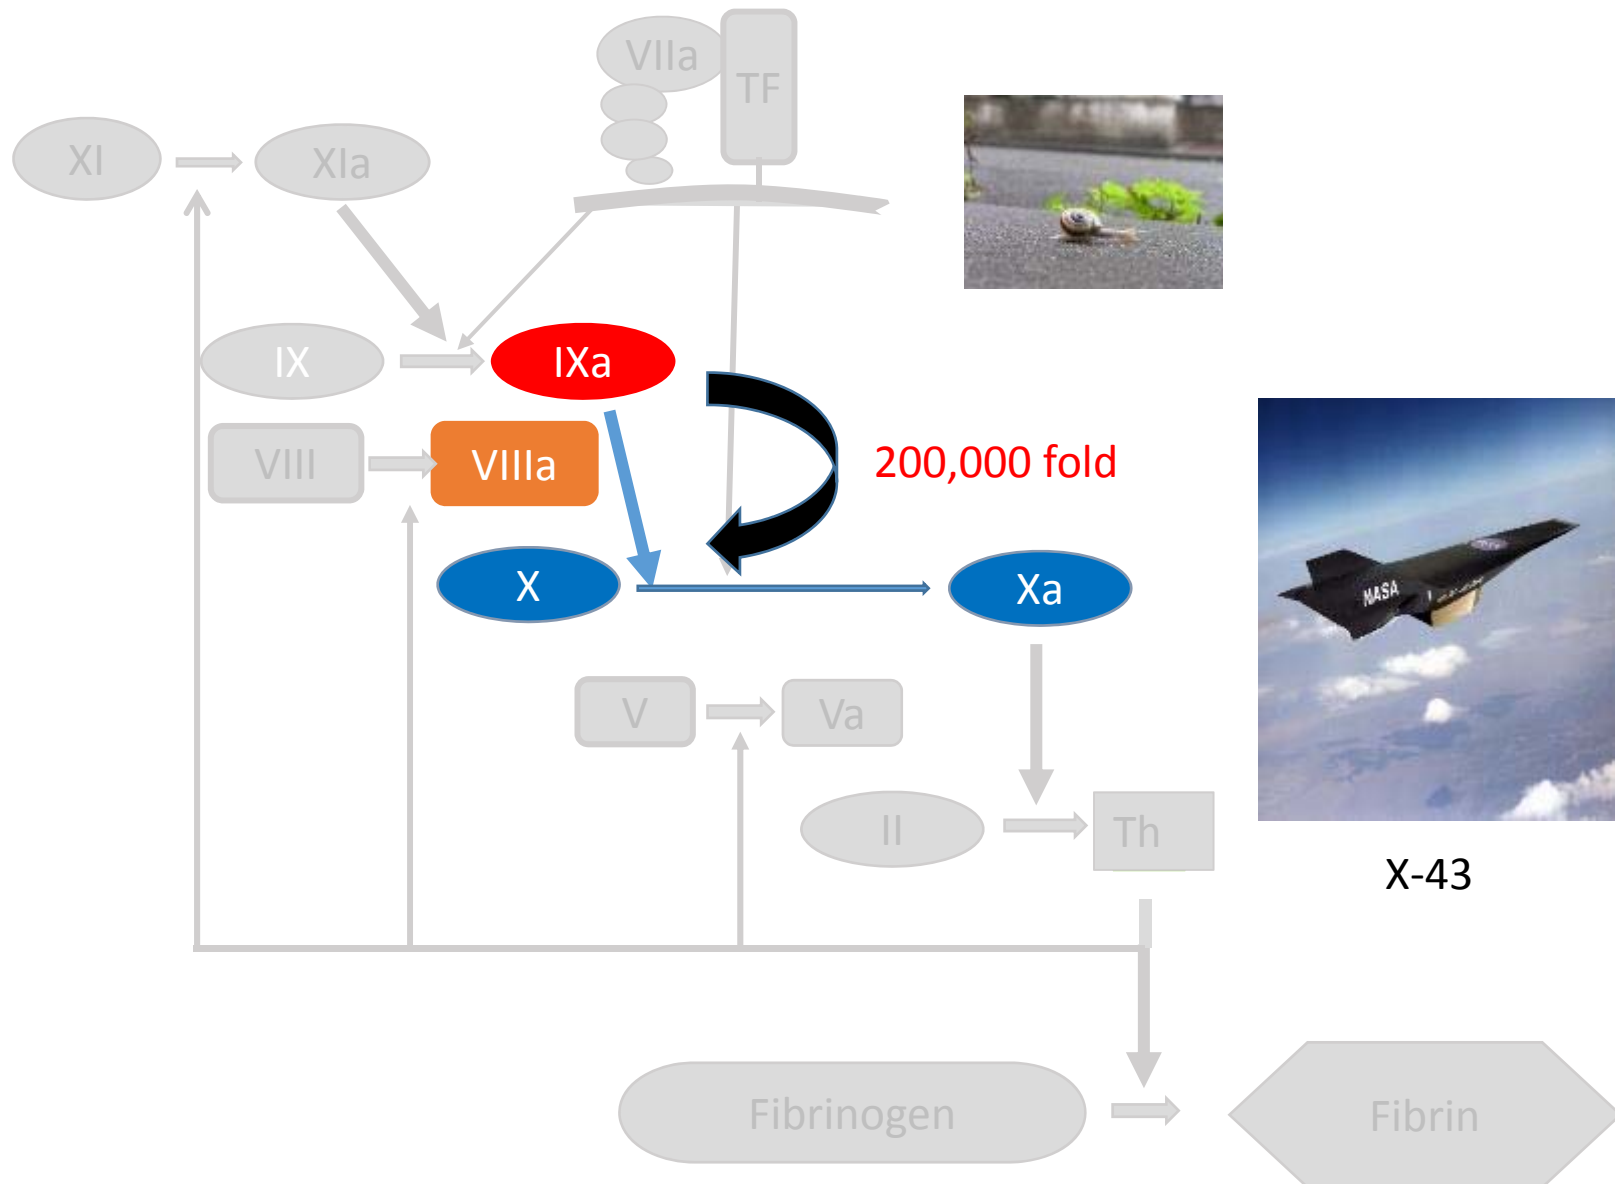 VIIa
TF
XI
XIa
IX
IXa
VIII
VIIIa
200,000 fold
X
Xa
NASA
V
Va
II
Th
X-43
Fibrinogen
Fibrin